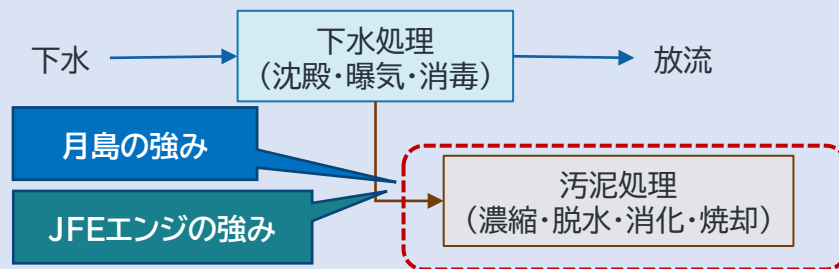 下水
下水処理
（沈殿・曝気・消毒）
放流
月島の強み
JFEエンジの強み
汚泥処理
（濃縮・脱水・消化・焼却）